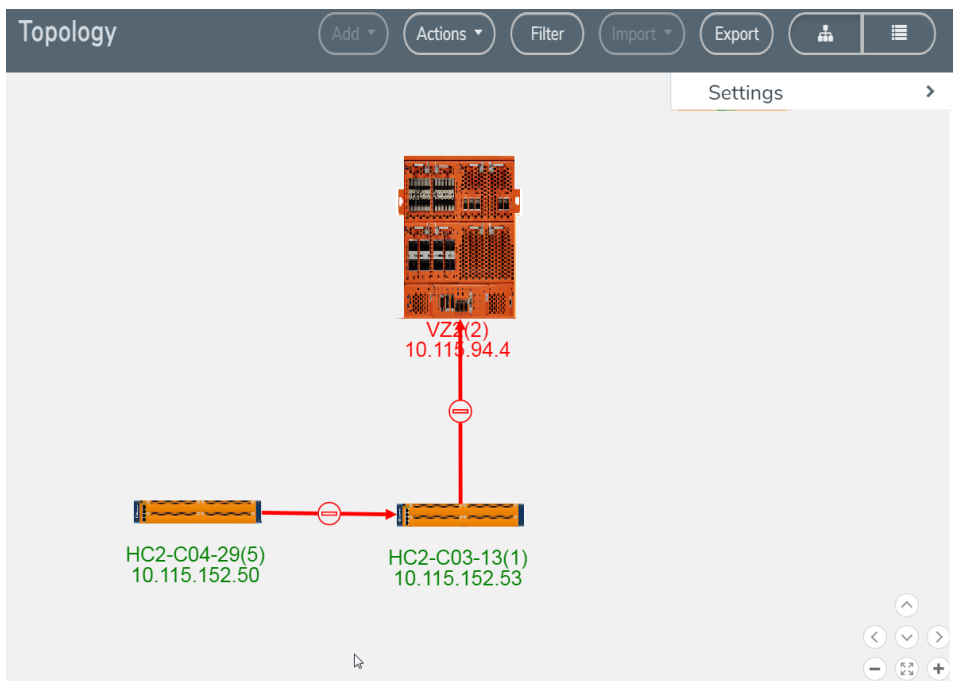 Topology
Add
Actions
Filter
Import
Export
Settings
VZ2(2)
10.115.94.4
HC2-C04-29(5)
10.115.152.50
HC2-C03-13(1)
10.115.152.53